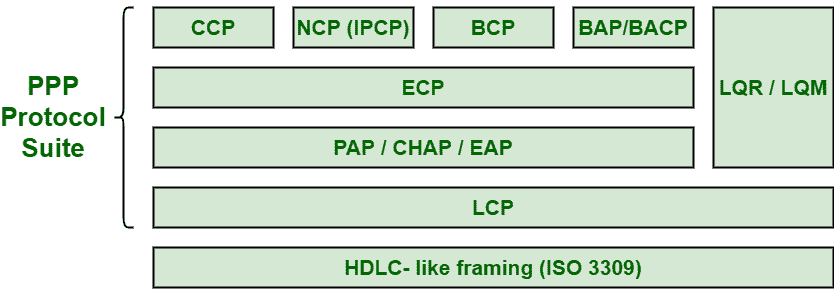 CCP
NCP (IPCP)
BCP
BAP/BACP
PPP
Protocol
Suite
ECP
LQR / LQM
PAP / CHAP / EAP
LCP
HDLC- like framing (ISO 3309)